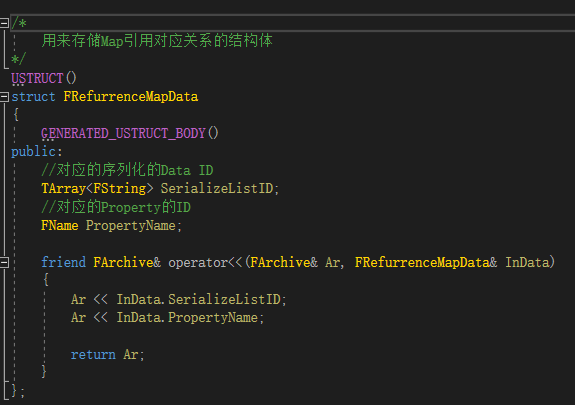 /*
    用来存储Map引用对应关系的结构体
*/
USTRUCT()
struct FRefurrenceMapData
{
    GENERATED_USTRUCT_BODY()
public:
    //对应的序列化的Data ID
    TArray<FString> SerializeListID;
    //对应的Property的ID
    FName PropertyName;

    friend FArchive& operator<<(FArchive& Ar, FRefurrenceMapData& InData)
    {
        Ar << InData.SerializeListID;
        Ar << InData.PropertyName;

        return Ar;
    }
};